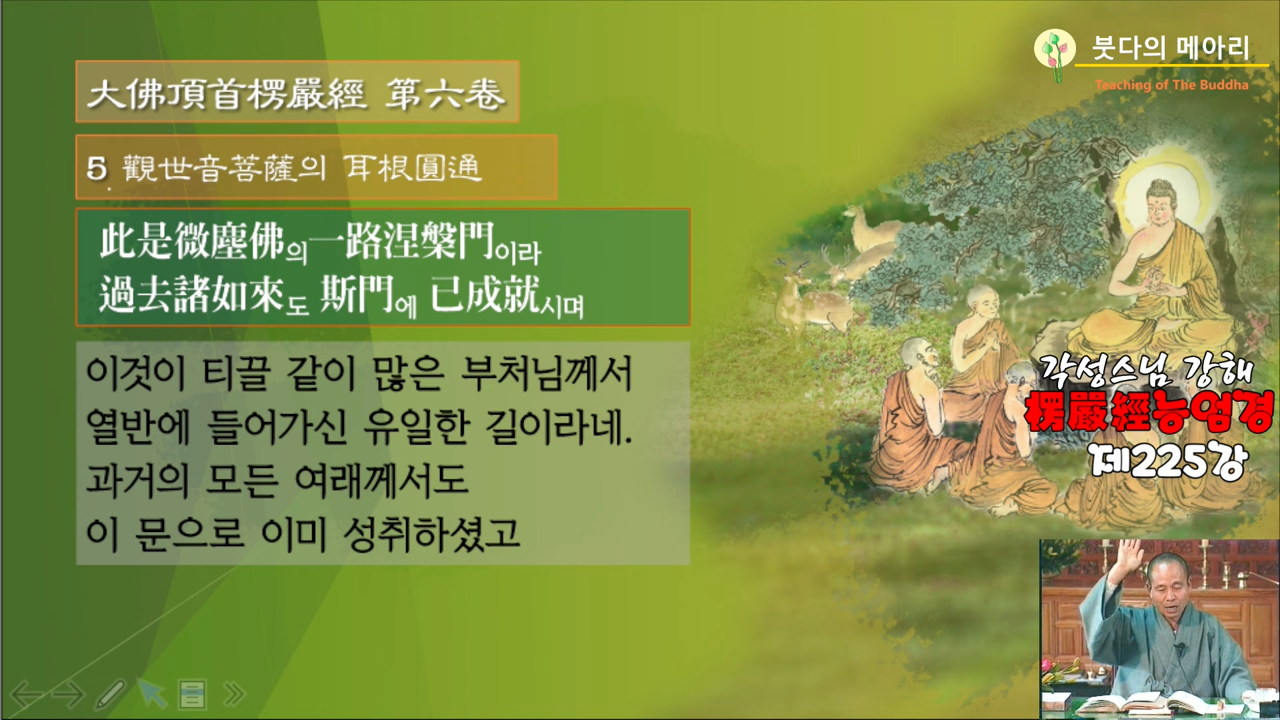 大佛頂首楞嚴經 第六卷
5. 觀世音菩薩의 耳根圓通
此是微塵佛의一路涅槃門이라
過去諸如來도 斯門에 已成就시며
이것이 티끌 같이 많은 부처님께서
열반에 들어가신 유일한 길이라네.
과거의 모든 여래께서도
이 문으로 이미 성취하셨고
붓다의 메아리
Teaching of The Buddha
각성스님 강해
楞嚴經능엄경
제225강